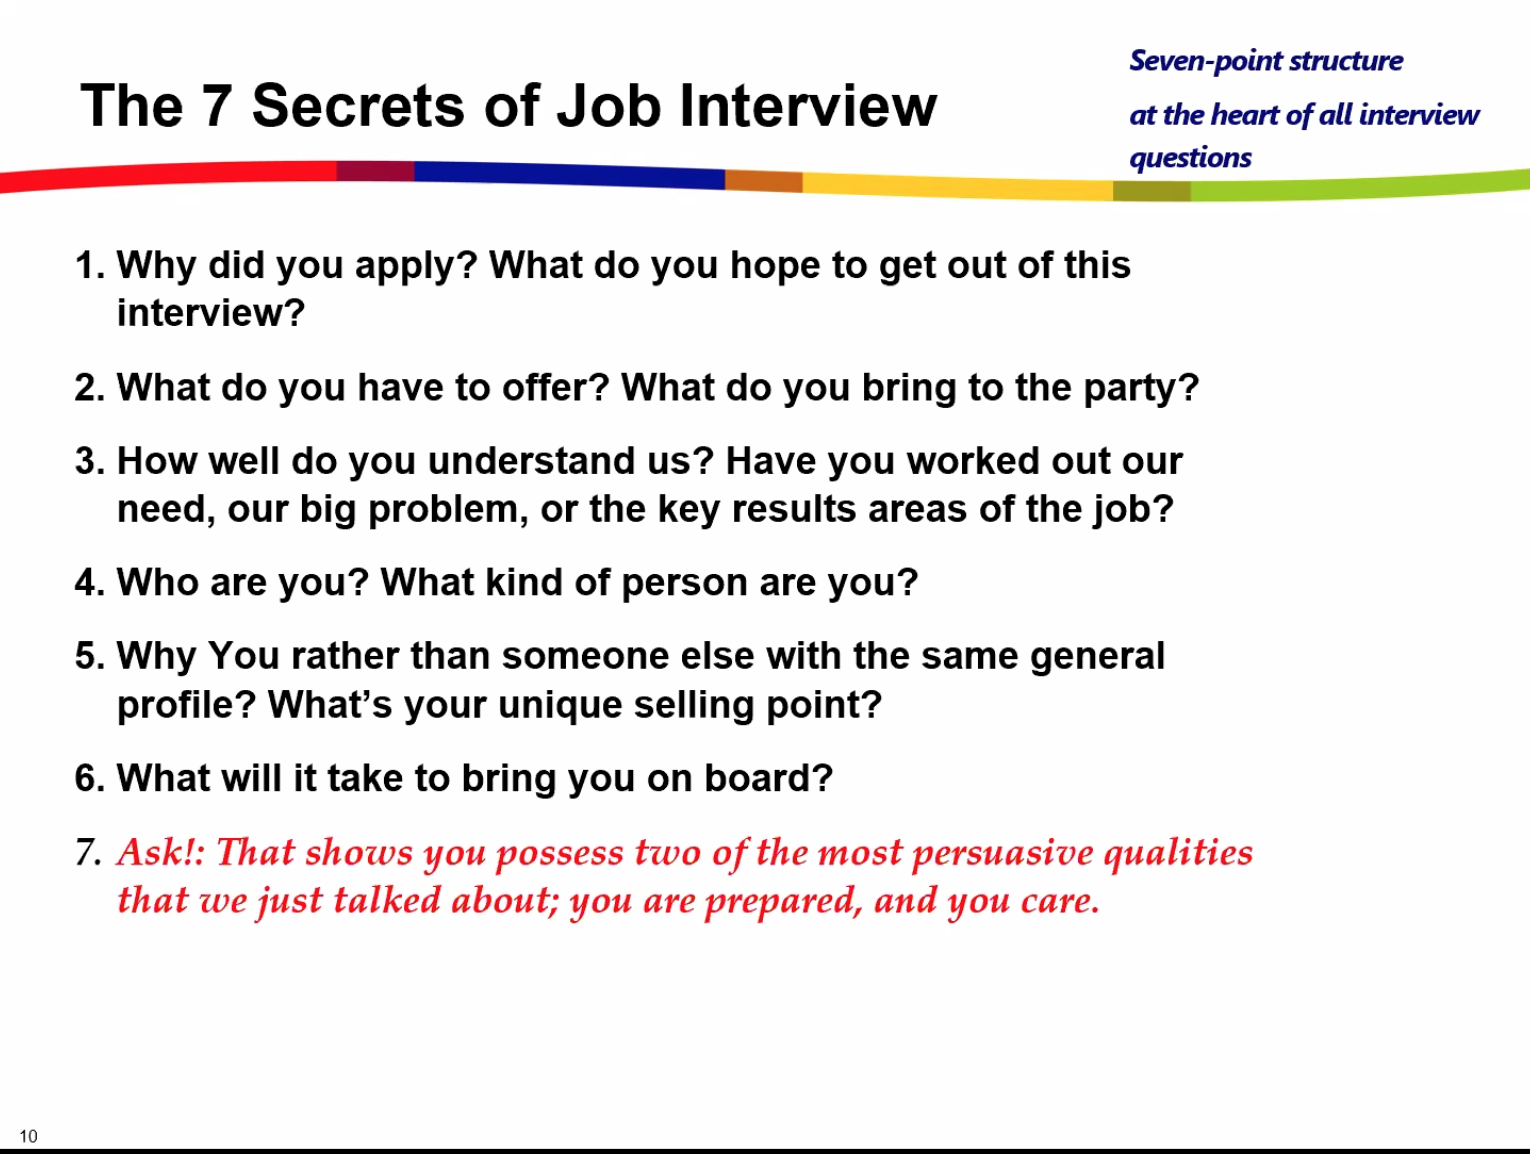 The 7 Secrets of Job Interview
Seven-point structure
at the heart of all interview
questions
1. Why did you apply? What do you hope to get out of this
interview?
2. What do you have to offer? What do you bring to the party?
3. How well do you understand us? Have you worked out our
need, our big problem, or the key results areas of the job?
4. Who are you? What kind of person are you?
5. Why You rather than someone else with the same general
profile? What’s your unique selling point?
6. What will it take to bring you on board?
7. Ask!: That shows you possess two of the most persuasive qualities
that we just talked about; you are prepared, and you care.
10